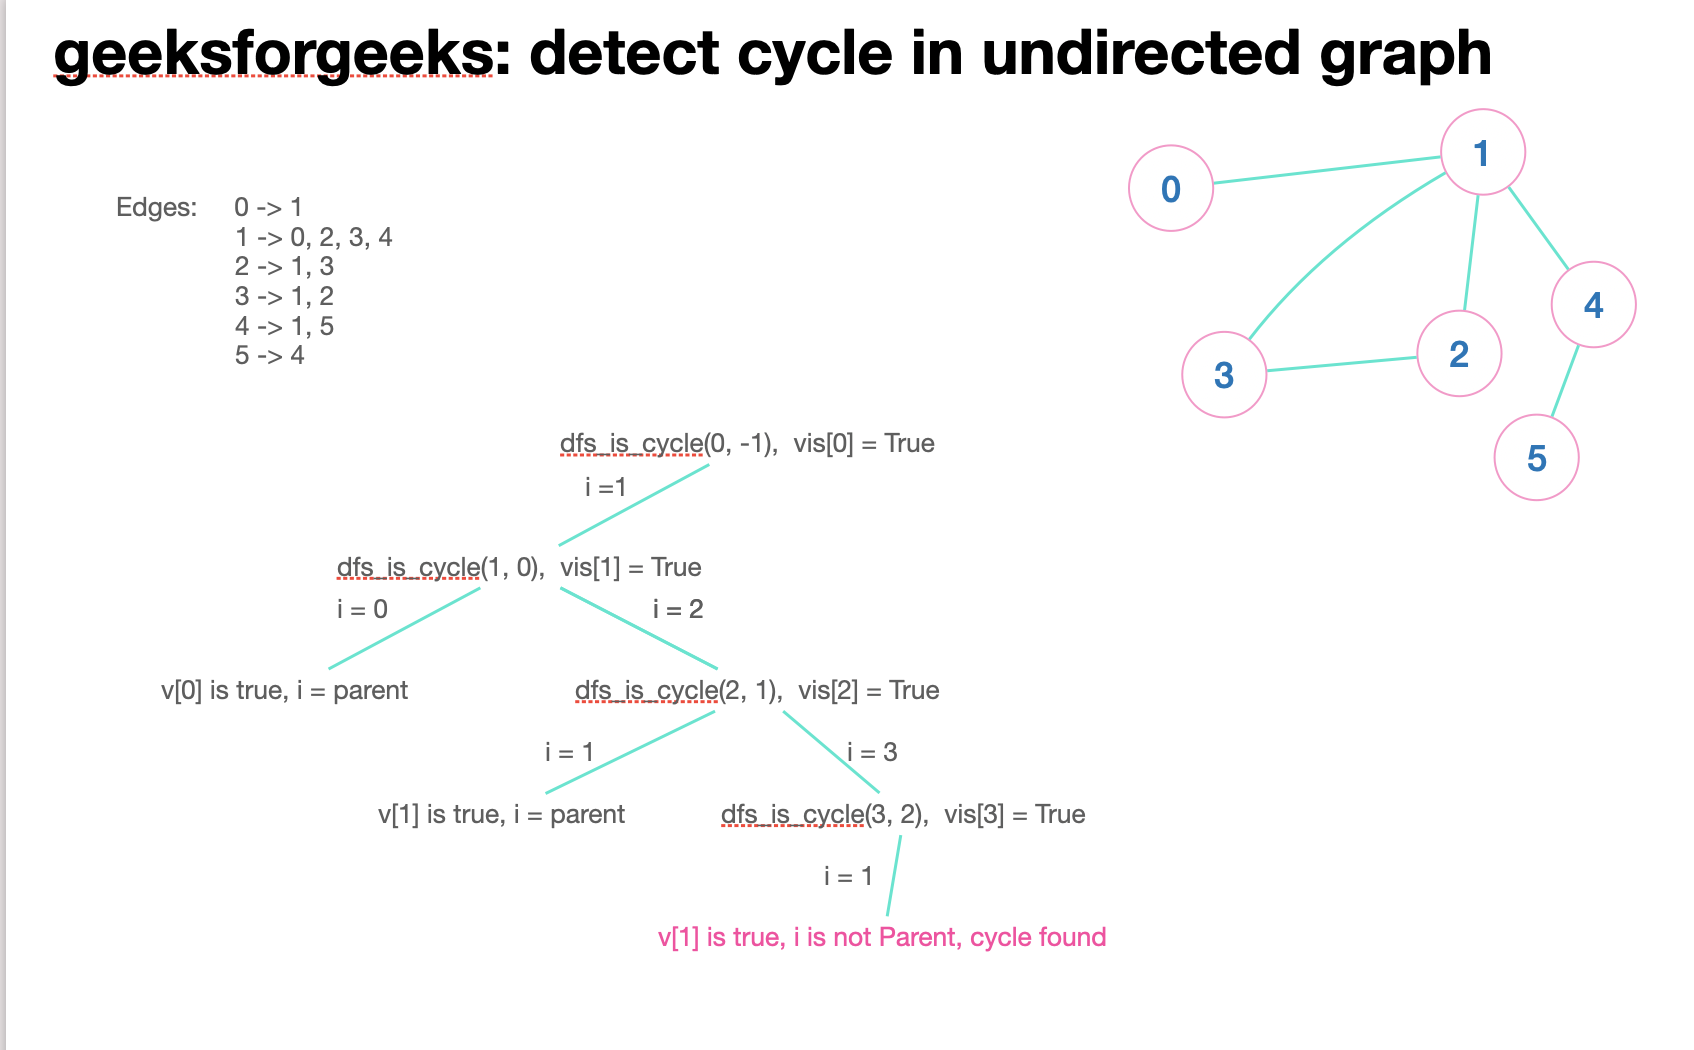 geeksforgeeks: detect cycle in undirected graph
Edges: 0 -> 1
1 -> 0, 2, 3, 4
2 -> 1, 3
3 -> 1, 2
4 -> 1, 5
5 -> 4
1
0
4
2
3
5
dfs_is_cycle(0, -1), vis[0] = True
i =1
dfs_is_cycle(1, 0), vis[1] = True
i = 0
i = 2
v[0] is true, i = parent
dfs_is_cycle(2, 1), vis[2] = True
i = 1
i = 3
v[1] is true, i = parent
dfs_is_cycle(3, 2), vis[3] = True
i = 1
v[1] is true, i is not Parent, cycle found